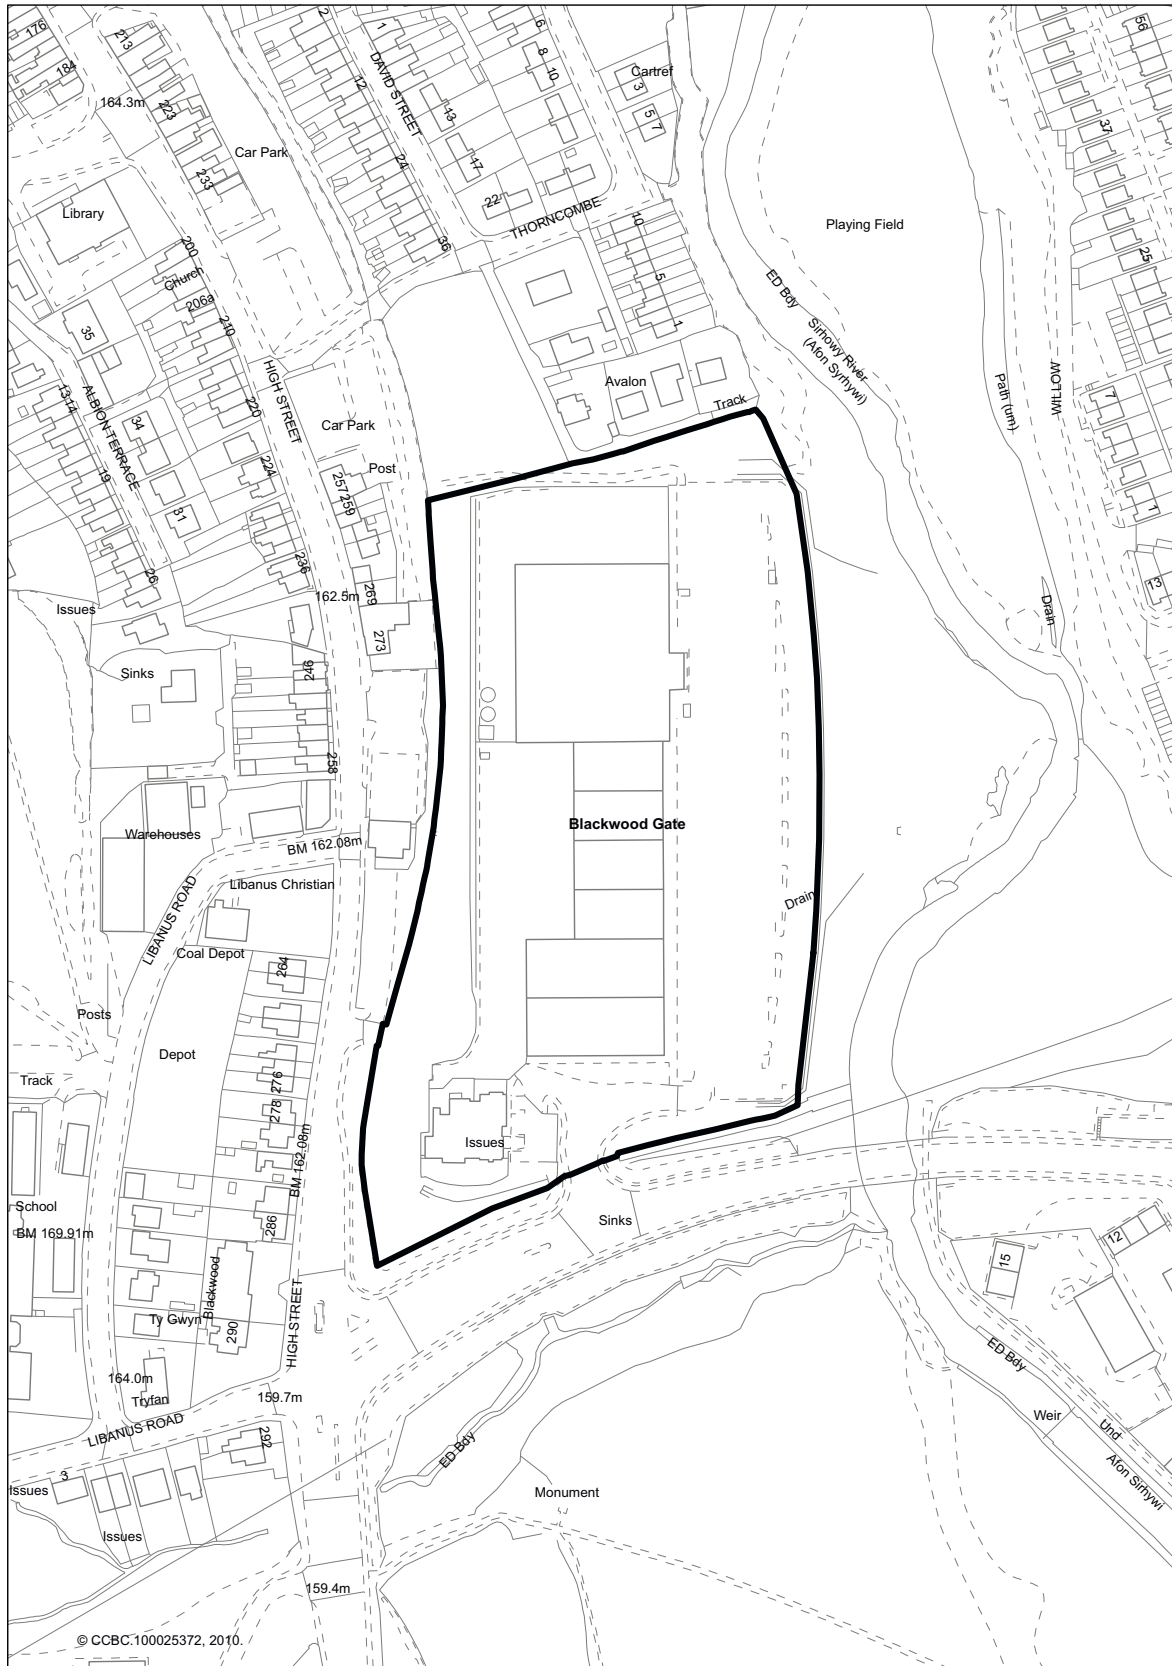 176
184
213
164.3m
223
233
Car Park
2
1
DAVID STREET
12
24
36
13
17
22
THORNCOMBE
6
8
10
Cartref
3
5
7
56
37
25
Library
200
Church
206a
210
35
HIGH STREET
220
224
13
14
ALBION TERRACE
34
19
31
26
236
Car Park
Post
257
259
162.5m
269
273
10
5
1
Avalon
Track
Playing Field
ED Bdy
Sirhowy River
(Afon Syrhywi)
Path (um)
WILLOW
7
1
13
Drain
Issues
Sinks
246
258
Warehouses
BM 162.08m
Blackwood Gate
Libanus Christian
LIBANUS ROAD
Coal Depot
264
Drain
Posts
Depot
Track
276
278
BM 162.08m
Issues
School
BM 169.91m
286
Sinks
12
15
Blackwood
Ty Gwyn
290
HIGH STREET
164.0m
Tryfan
159.7m
LIBANUS ROAD
292
3
Issues
Issues
ED Bdy
ED Bdy
Weir
Und
Afon Sirhywi
Monument
159.4m
© CCBC.100025372, 2010.